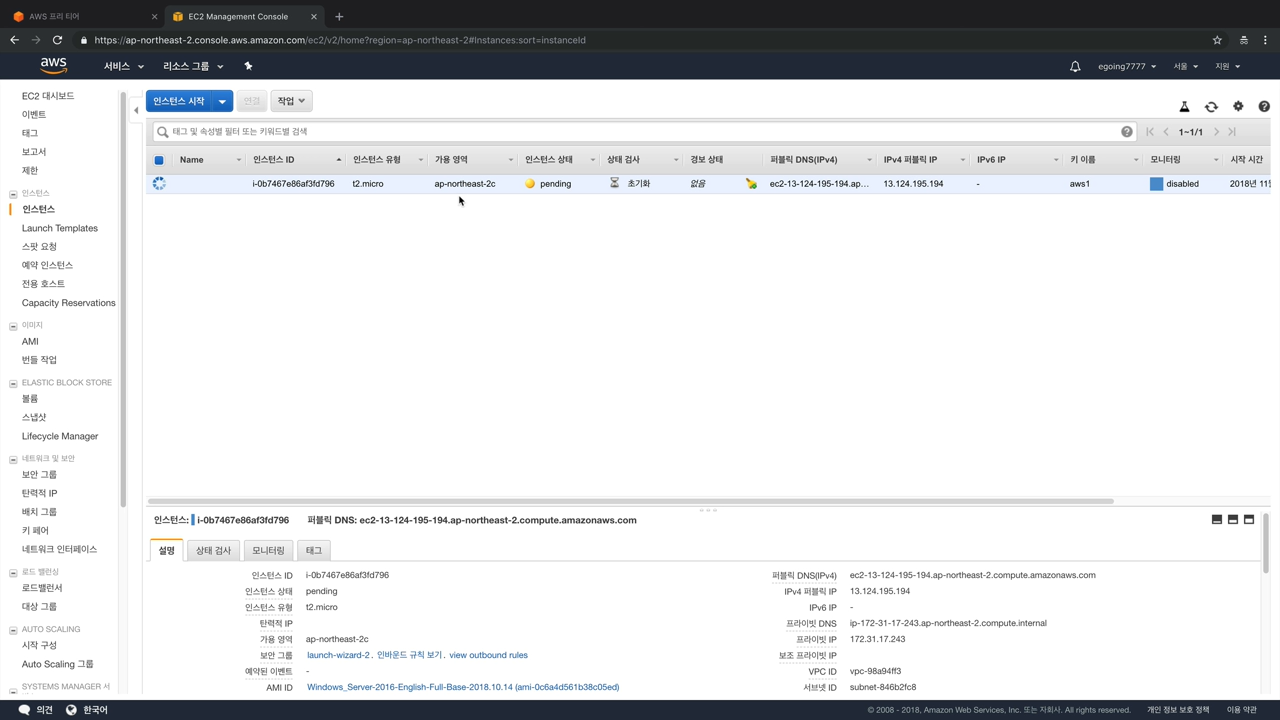 AWS 프리 티어
EC2 Management Console
https://ap-northeast-2.console.aws.amazon.com/ec2/v2/home?region=ap-northeast-2#Instances:sort=instanceId
aws 서비스 리소스 그룹 egoing7777 서울 지원
EC2 대시보드
이벤트
태그
보고서
제한
인스턴스
인스턴스
Launch Templates
스팟 요청
예약 인스턴스
전용 호스트
Capacity Reservations
이미지
AMI
번들 작업
ELASTIC BLOCK STORE
볼륨
스냅샷
Lifecycle Manager
네트워크 및 보안
보안 그룹
탄력적 IP
배치 그룹
키 페어
네트워크 인터페이스
로드 밸런싱
로드밸런서
대상 그룹
AUTO SCALING
시작 구성
Auto Scaling 그룹
SYSTEMS MANAGER 서
인스턴스 시작 연결 작업
태그 및 속성별 필터 또는 키워드별 검색
1~1/1
Name 인스턴스 ID 인스턴스 유형 가용 영역 인스턴스 상태 상태 검사 경보 상태 퍼블릭 DNS(IPv4) IPv4 퍼블릭 IP IPv6 IP 키 이름 모니터링 시작 시간
i-0b7467e86af3fd796 t2.micro ap-northeast-2c pending 초기화 없음 ec2-13-124-195-194.ap... 13.124.195.194 - aws1 disabled 2018년 11월
인스턴스: i-0b7467e86af3fd796 퍼블릭 DNS: ec2-13-124-195-194.ap-northeast-2.compute.amazonaws.com
설명 상태 검사 모니터링 태그
인스턴스 ID i-0b7467e86af3fd796
인스턴스 상태 pending
인스턴스 유형 t2.micro
탄력적 IP
가용 영역 ap-northeast-2c
보안 그룹 launch-wizard-2. 인바운드 규칙 보기. view outbound rules
예약된 이벤트 -
AMI ID Windows_Server-2016-English-Full-Base-2018.10.14 (ami-0c6a4d561b38c05ed)
퍼블릭 DNS(IPv4) ec2-13-124-195-194.ap-northeast-2.compute.amazonaws.com
IPv4 퍼블릭 IP 13.124.195.194
IPv6 IP -
프라이빗 DNS ip-172-31-17-243.ap-northeast-2.compute.internal
프라이빗 IP 172.31.17.243
보조 프라이빗 IP
VPC ID vpc-98a94ff3
서브넷 ID subnet-846b2fc8
의견 한국어
© 2008 - 2018, Amazon Web Services, Inc. 또는 자회사. All rights reserved. 개인 정보 보호 정책 이용 약관